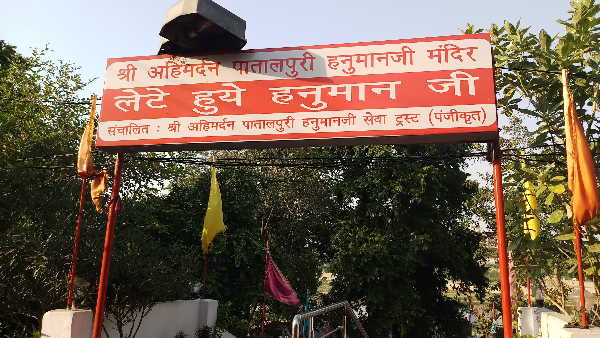 श्री अहिमर्दन पातालपुरी हनुमानजी मंदिर
लेटे हुये हनुमान जी
संचालित : श्री अहिमर्दन पातालपुरी हनुमानजी सेवा ट्रस्ट (पंजीकृत)